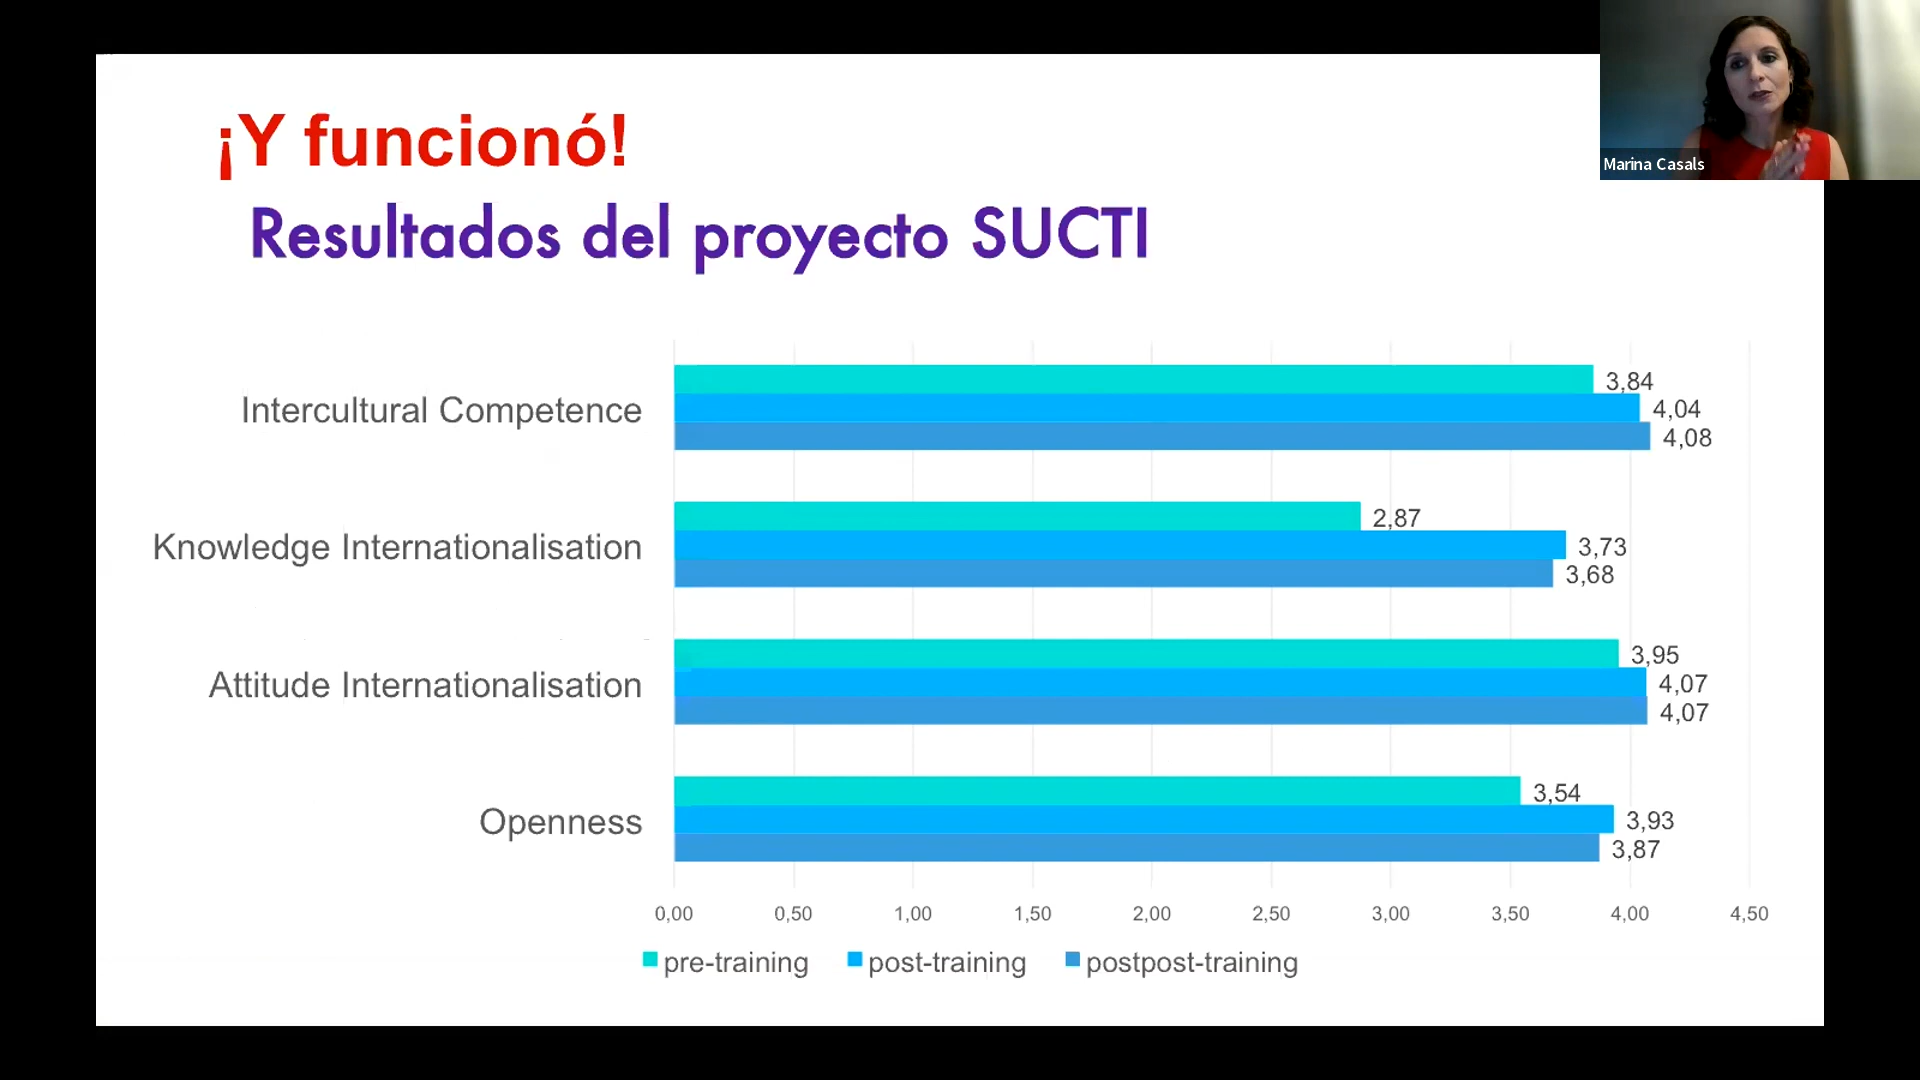 ¡Y funcionó!
Resultados del proyecto SUCTI
Marina Casals
Intercultural Competence
3,84
4,04
4,08
Knowledge Internationalisation
2,87
3,73
3,68
Attitude Internationalisation
3,95
4,07
4,07
Openness
3,54
3,93
3,87
0,00 0,50 1,00 1,50 2,00 2,50 3,00 3,50 4,00 4,50
pre-training post-training postpost-training